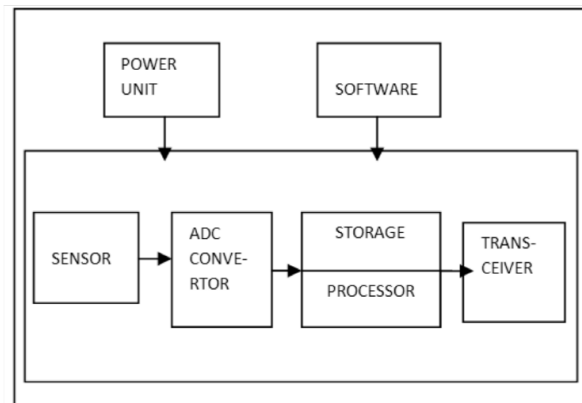 POWER
UNIT
SOFTWARE
SENSOR
ADC
CONVE-
RTOR
STORAGE
PROCESSOR
TRANS-
CEIVER